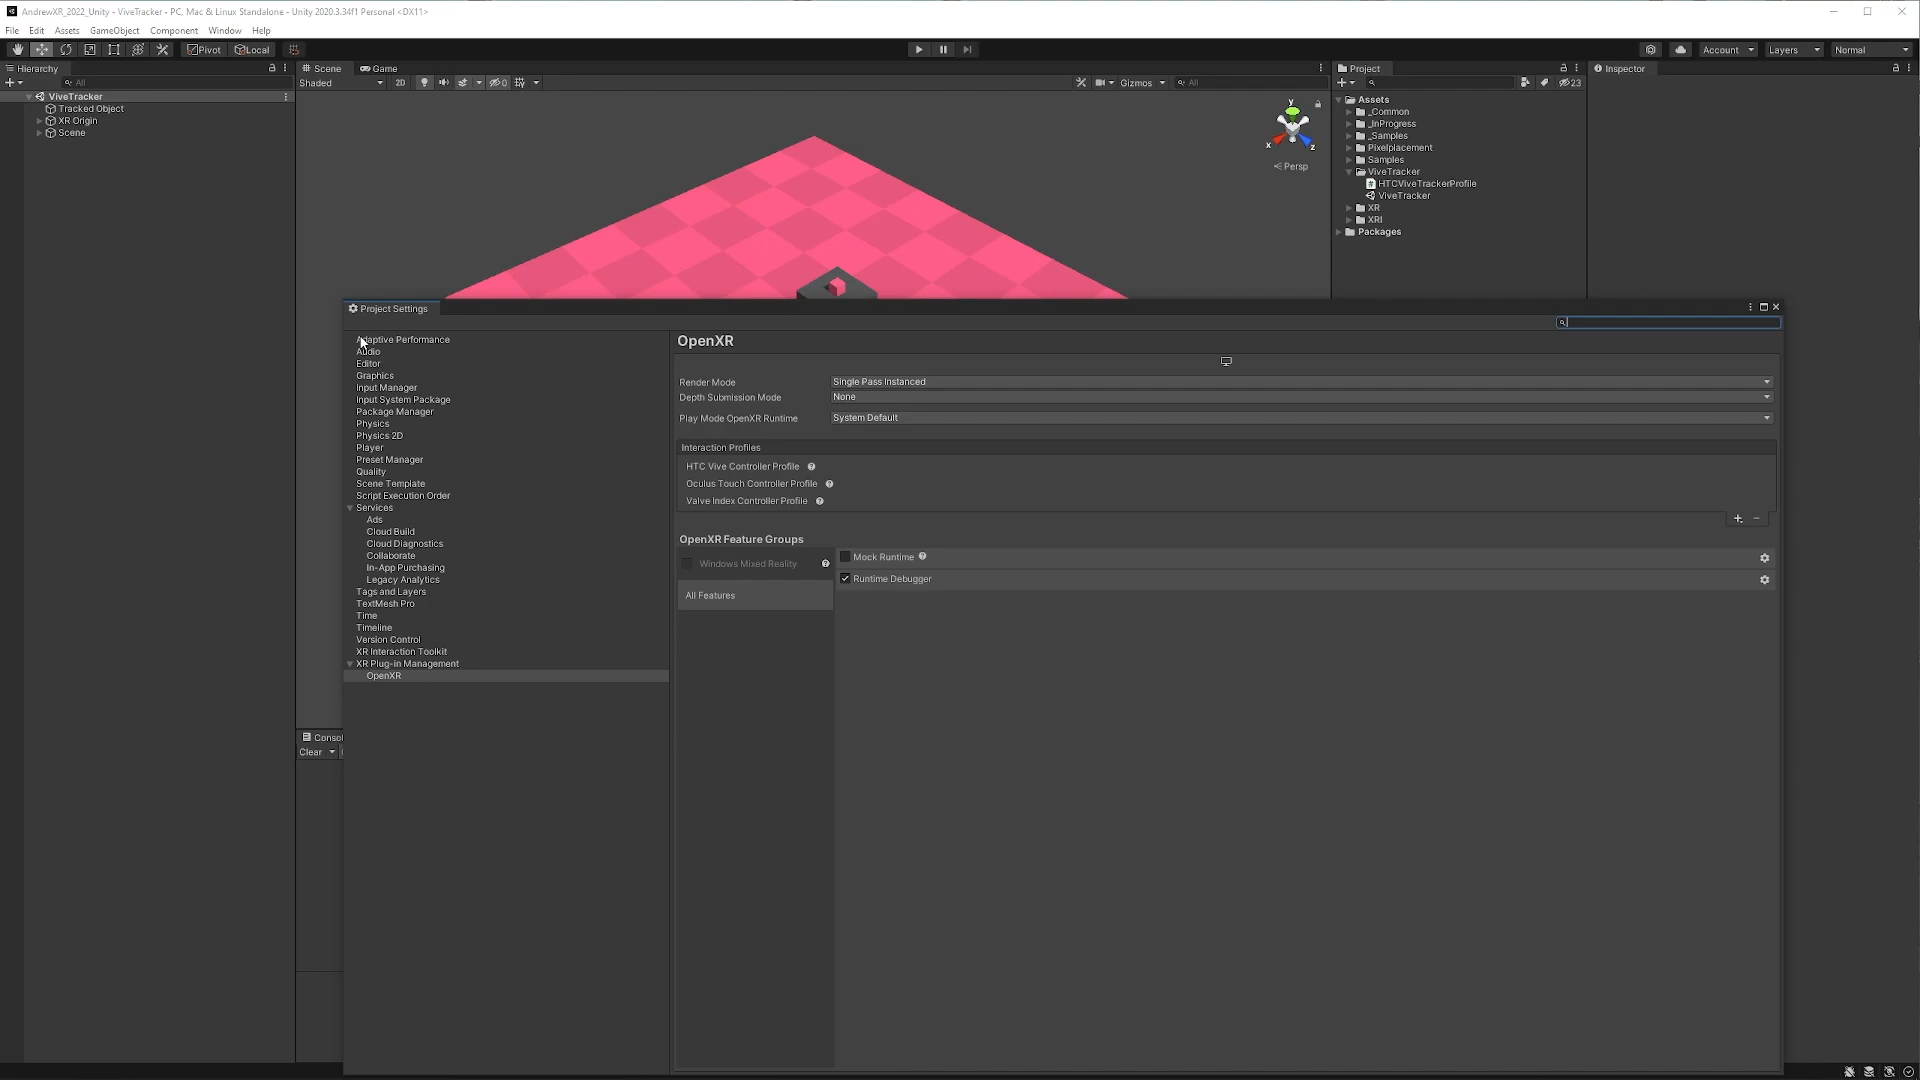 AndrewXR_2022_Unity - ViveTracker - PC, Mac & Linux Standalone - Unity 2020.3.34f1 Personal <DX11>
File Edit Assets GameObject Component Window Help
Pivot Local Account Layers Normal
Hierarchy Scene Game Project Inspector
All Shaded 2D 0 Gizmos All 23
ViveTracker
Tracked Object
XR Origin
Scene
y
x
z
Persp
Assets
_Common
_InProgress
_Samples
Pixelplacement
Samples
ViveTracker
HTCViveTrackerProfile
ViveTracker
XR
XRI
Packages
Consol
Clear
Project Settings
Adaptive Performance
Audio
Editor
Graphics
Input Manager
Input System Package
Package Manager
Physics
Physics 2D
Player
Preset Manager
Quality
Scene Template
Script Execution Order
Services
Ads
Cloud Build
Cloud Diagnostics
Collaborate
In-App Purchasing
Legacy Analytics
Tags and Layers
TextMesh Pro
Time
Timeline
Version Control
XR Interaction Toolkit
XR Plug-in Management
OpenXR
OpenXR
Render Mode Single Pass Instanced
Depth Submission Mode None
Play Mode OpenXR Runtime System Default
Interaction Profiles
HTC Vive Controller Profile
Oculus Touch Controller Profile
Valve Index Controller Profile
OpenXR Feature Groups
Windows Mixed Reality
All Features
Mock Runtime
Runtime Debugger